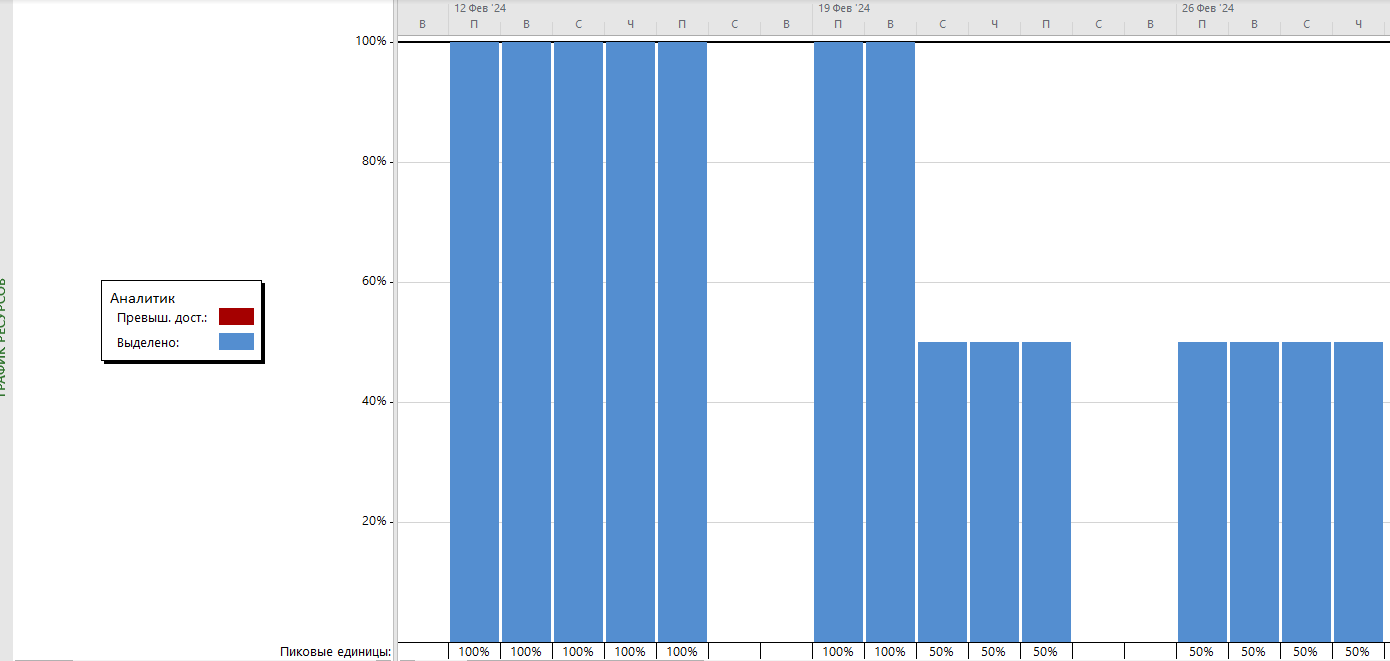 12 Фев '24 19 Фев '24 26 Фев '24
В П В С Ч П С В П В С Ч П С В П В С Ч
100%
80%
60%
40%
20%
ГРАФИК РЕСУРСОВ
Аналитик
Превыш. дост.:
Выделено:
Пиковые единицы: 100% 100% 100% 100% 100% 100% 100% 50% 50% 50% 50% 50% 50% 50%